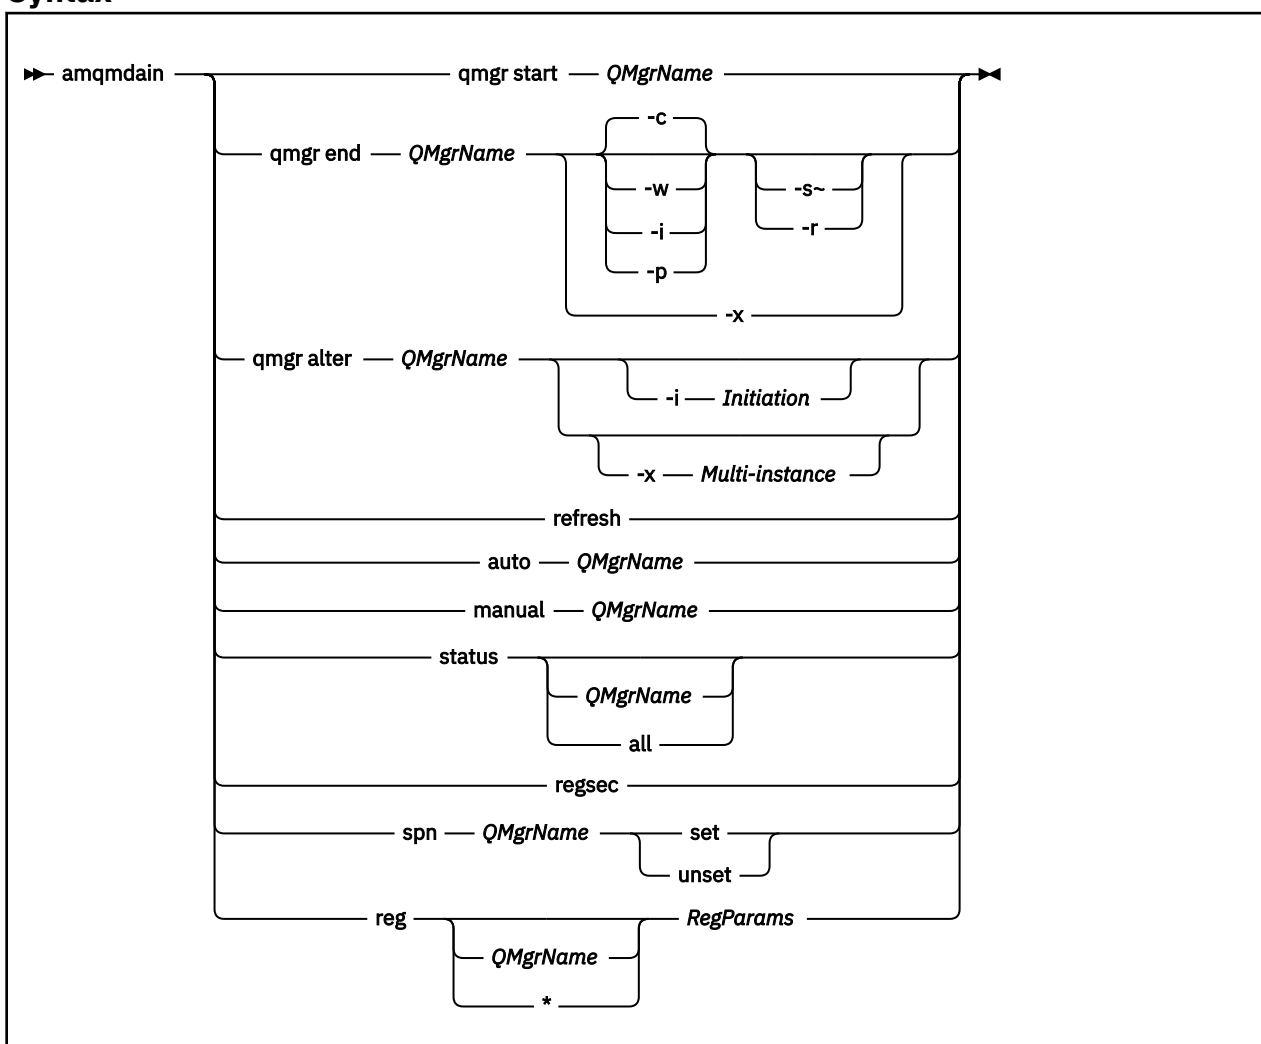 Syntax
amqmdain qmgr start QMgrName
-c
qmgr end QMgrName
-w -s~
-i -r
-p
-x
qmgr alter QMgrName
-i Initiation
-x Multi-instance
refresh
auto QMgrName
manual QMgrName
status
QMgrName
all
regsec
spn QMgrName set
unset
reg RegParams
QMgrName
*